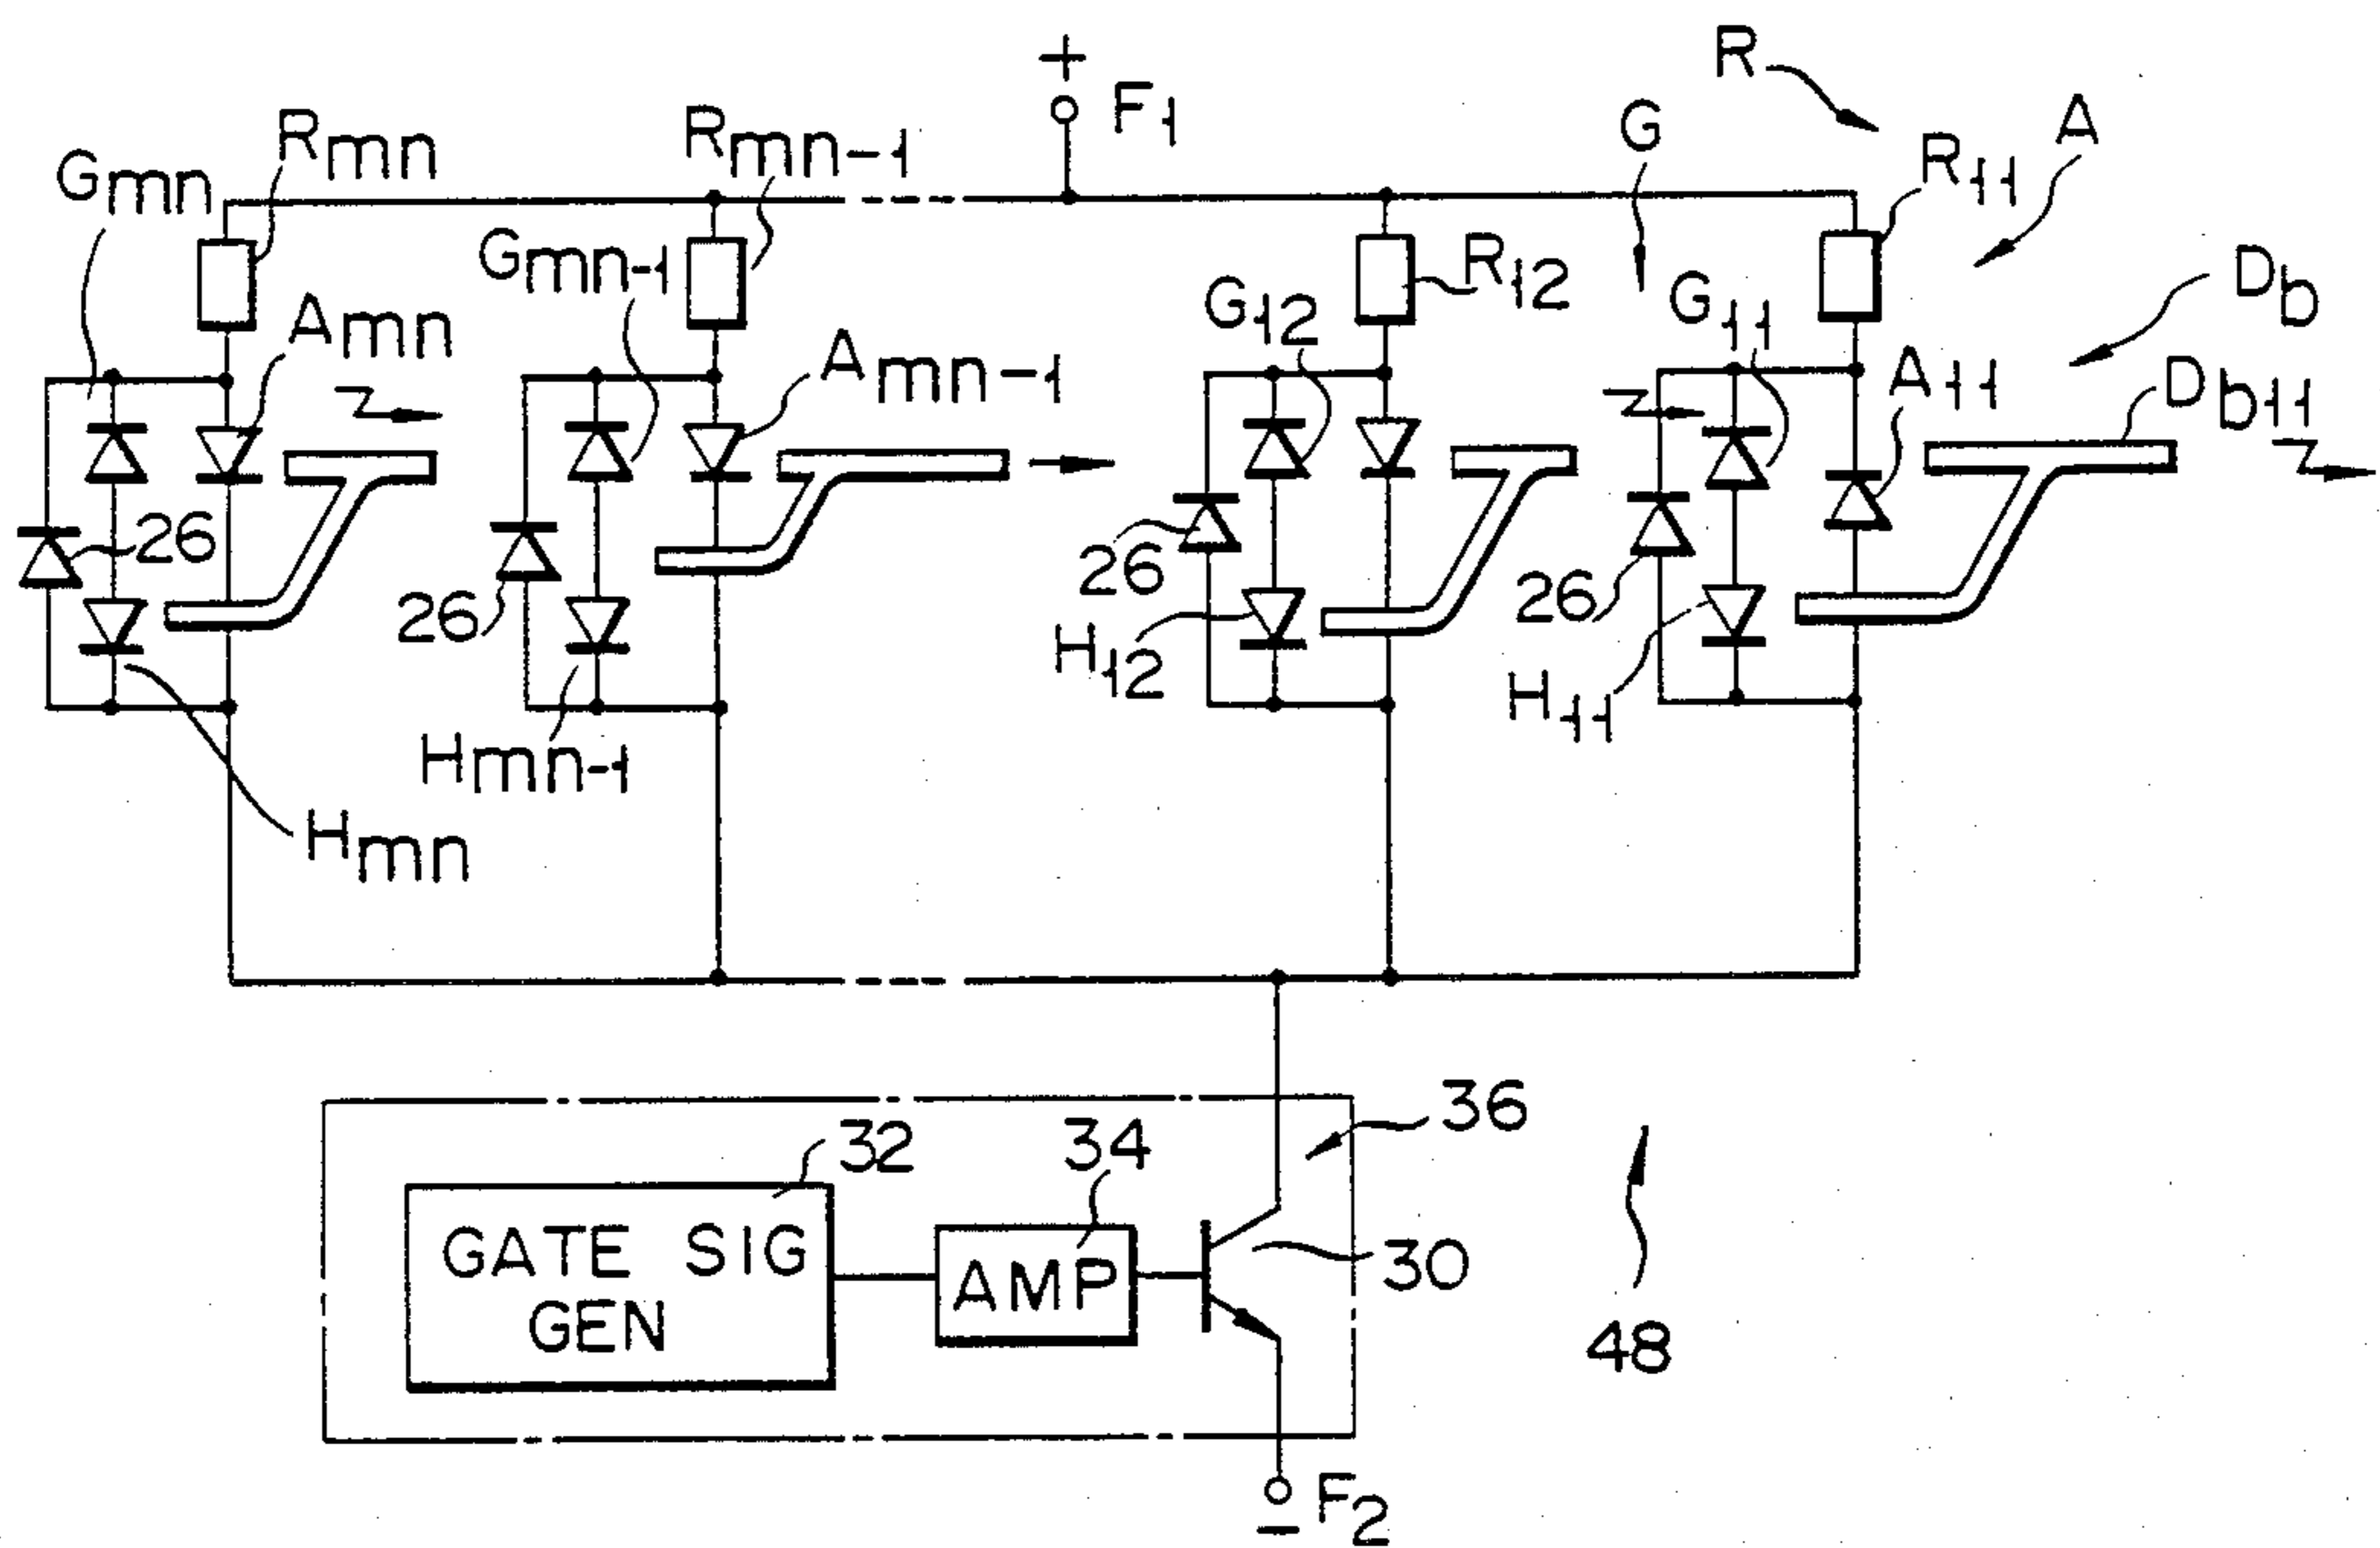 +
F1
R
G
A
Rmn
Rmn-1
R11
Gmn
Gmn-1
R12
Db
G12
G11
Amn
Amn-1
A11
Db11
26
26
26
26
H12
H11
Hmn-1
Hmn
36
32
34
GATE SIG
GEN
AMP
30
48
F2
–